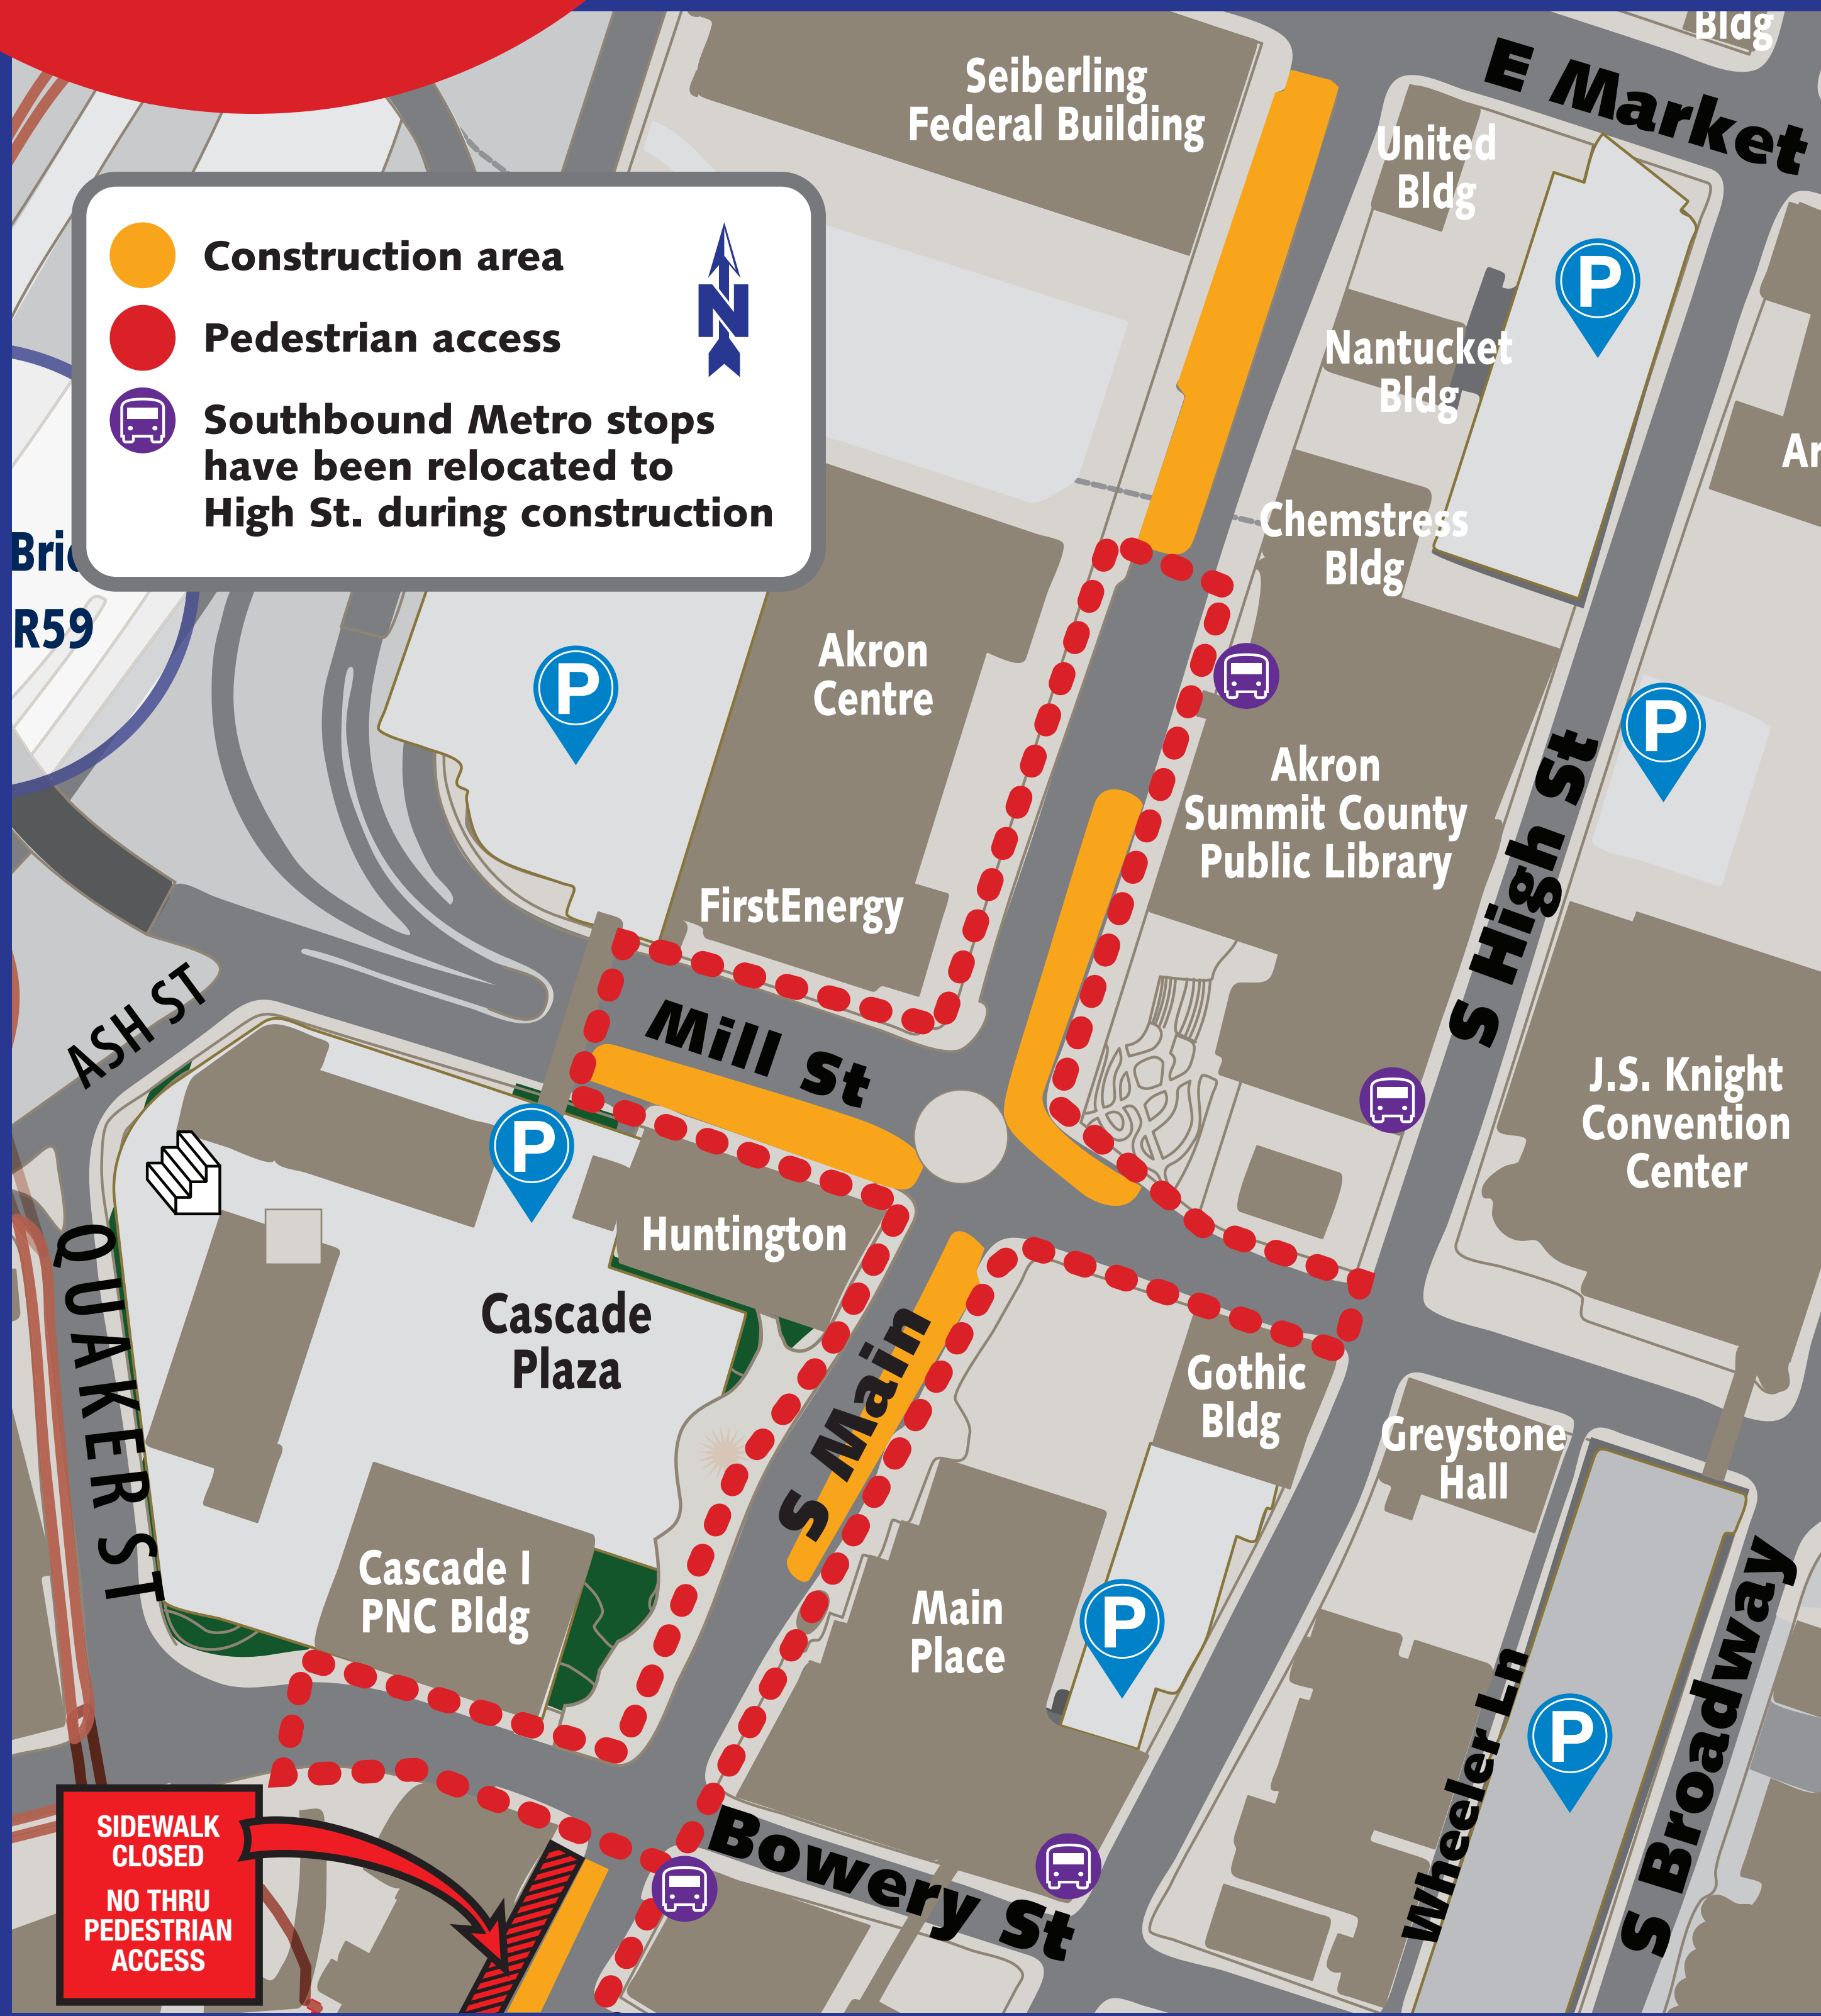 Bldg
E Market
Seiberling
Federal Building
United
Bldg
P
Construction area
Pedestrian access
Southbound Metro stops
have been relocated to
High St. during construction
N
Nantucket
Bldg
Chemstress
Bldg
R59
Akron
Centre
P
P
Akron
Summit County
Public Library
S High St
FirstEnergy
ASH ST
Mill St
J.S. Knight
Convention
Center
P
Huntington
QUAKER ST
Cascade
Plaza
S Main
Gothic
Bldg
Greystone
Hall
Cascade I
PNC Bldg
Main
Place
P
P
Wheeler Ln
S Broadway
Bowery St
SIDEWALK
CLOSED
NO THRU
PEDESTRIAN
ACCESS